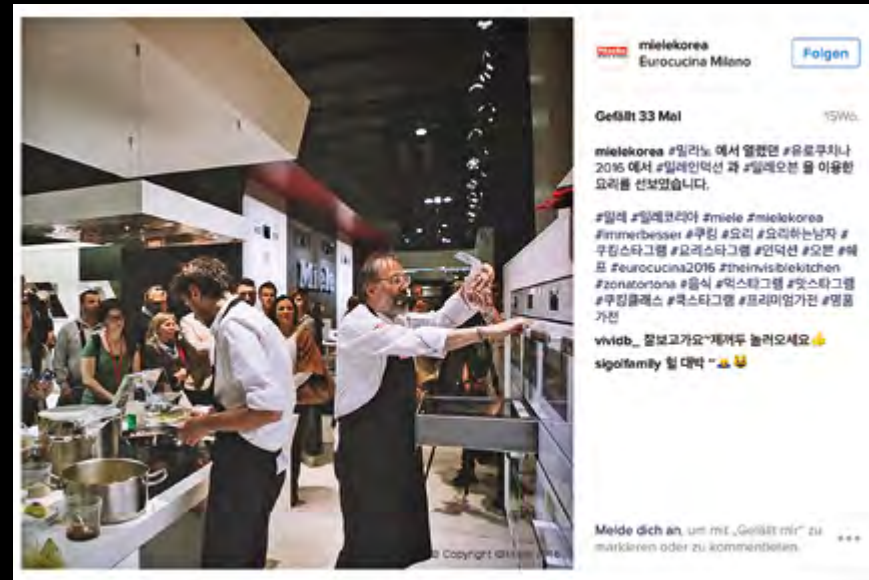 Miele
© Copyright
mielekorea
Eurocucina Milano
Folgen
Gefällt 33 Mal
15Wo.
mielekorea #밀라노 에서 열렸던 #유로쿠치나
2016 에서 #밀레인덕션 과 #밀레오븐 을 이용한
요리를 선보였습니다.
#밀레 #밀레코리아 #miele #mielekorea
#immerbesser #쿠킹 #요리 #요리하는남자 #
쿠킹스타그램 #요리스타그램 #인덕션 #오븐 #쉐
프 #eurocucina2016 #theinvisiblekitchen
#zonatortona #음식 #먹스타그램 #맛스타그램
#쿠킹클래스 #쿡스타그램 #프리미엄가전 #명품
가전
vividb_ 잘보고가요~제꺼두 놀러오세요👍
sigolfamily 헐 대박
Melde dich an, um mit „Gefällt mir“ zu
markieren oder zu kommentieren.